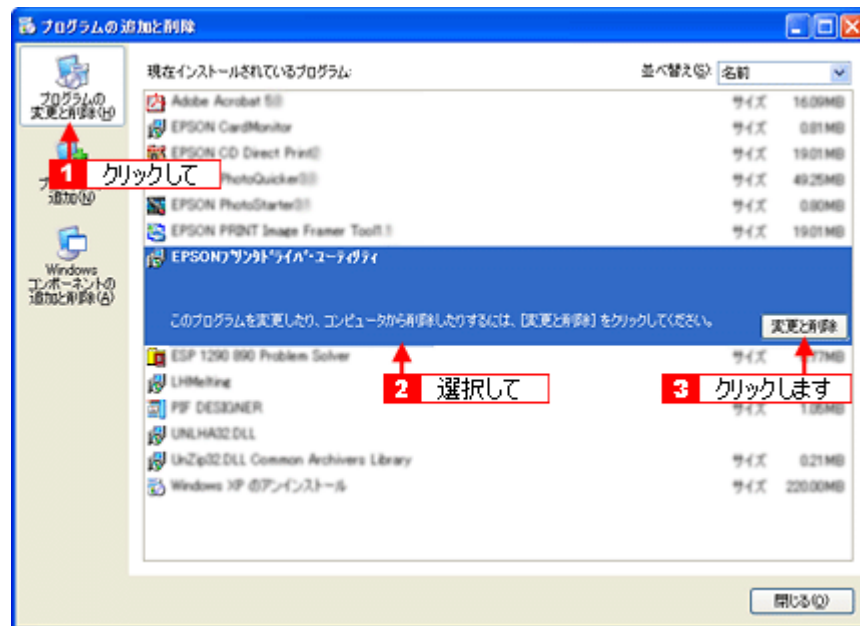 プログラムの追加と削除
現在インストールされているプログラム:
並べ替え(S): 名前
プログラムの
変更と削除(H)
1 クリックして
追加(N)
Windows
コンポーネントの
追加と削除(A)
Adobe Acrobat 5.0 サイズ 16.09MB
EPSON CardMonitor サイズ 0.81MB
EPSON CD Direct Print サイズ 19.01MB
PhotoQuicker サイズ 49.25MB
EPSON PhotoStarter サイズ 0.80MB
EPSON PRINT Image Framer Tool1.1 サイズ 19.01MB
EPSONプリンタドライバ・ユーティリティ
このプログラムを変更したり、コンピュータから削除したりするには、[変更と削除] をクリックしてください。
変更と削除
ESP 1290 890 Problem Solver サイズ
2 選択して
3 クリックします
LHMelting
PIF DESIGNER サイズ 1.05MB
UNLHA32.DLL
UnZip32.DLL Common Archivers Library サイズ 0.21MB
Windows XP のアンインストール サイズ 220.00MB
閉じる(O)